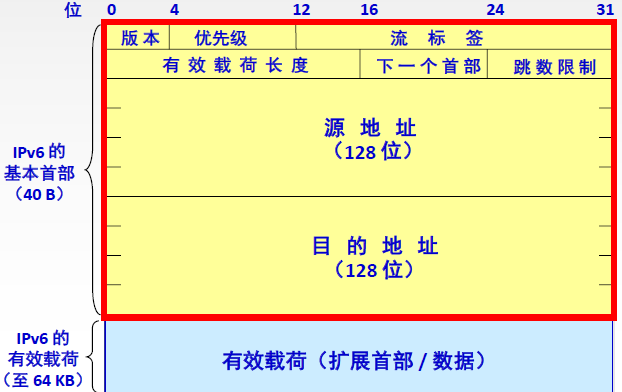 位 0 4 12 16 24 31
版本 优先级 流标签
有效载荷长度 下一个首部 跳数限制
源地址
（128 位）
IPv6 的
基本首部
（40 B）
目的地址
（128 位）
IPv6 的
有效载荷
（至 64 KB）
有效载荷（扩展首部 / 数据）